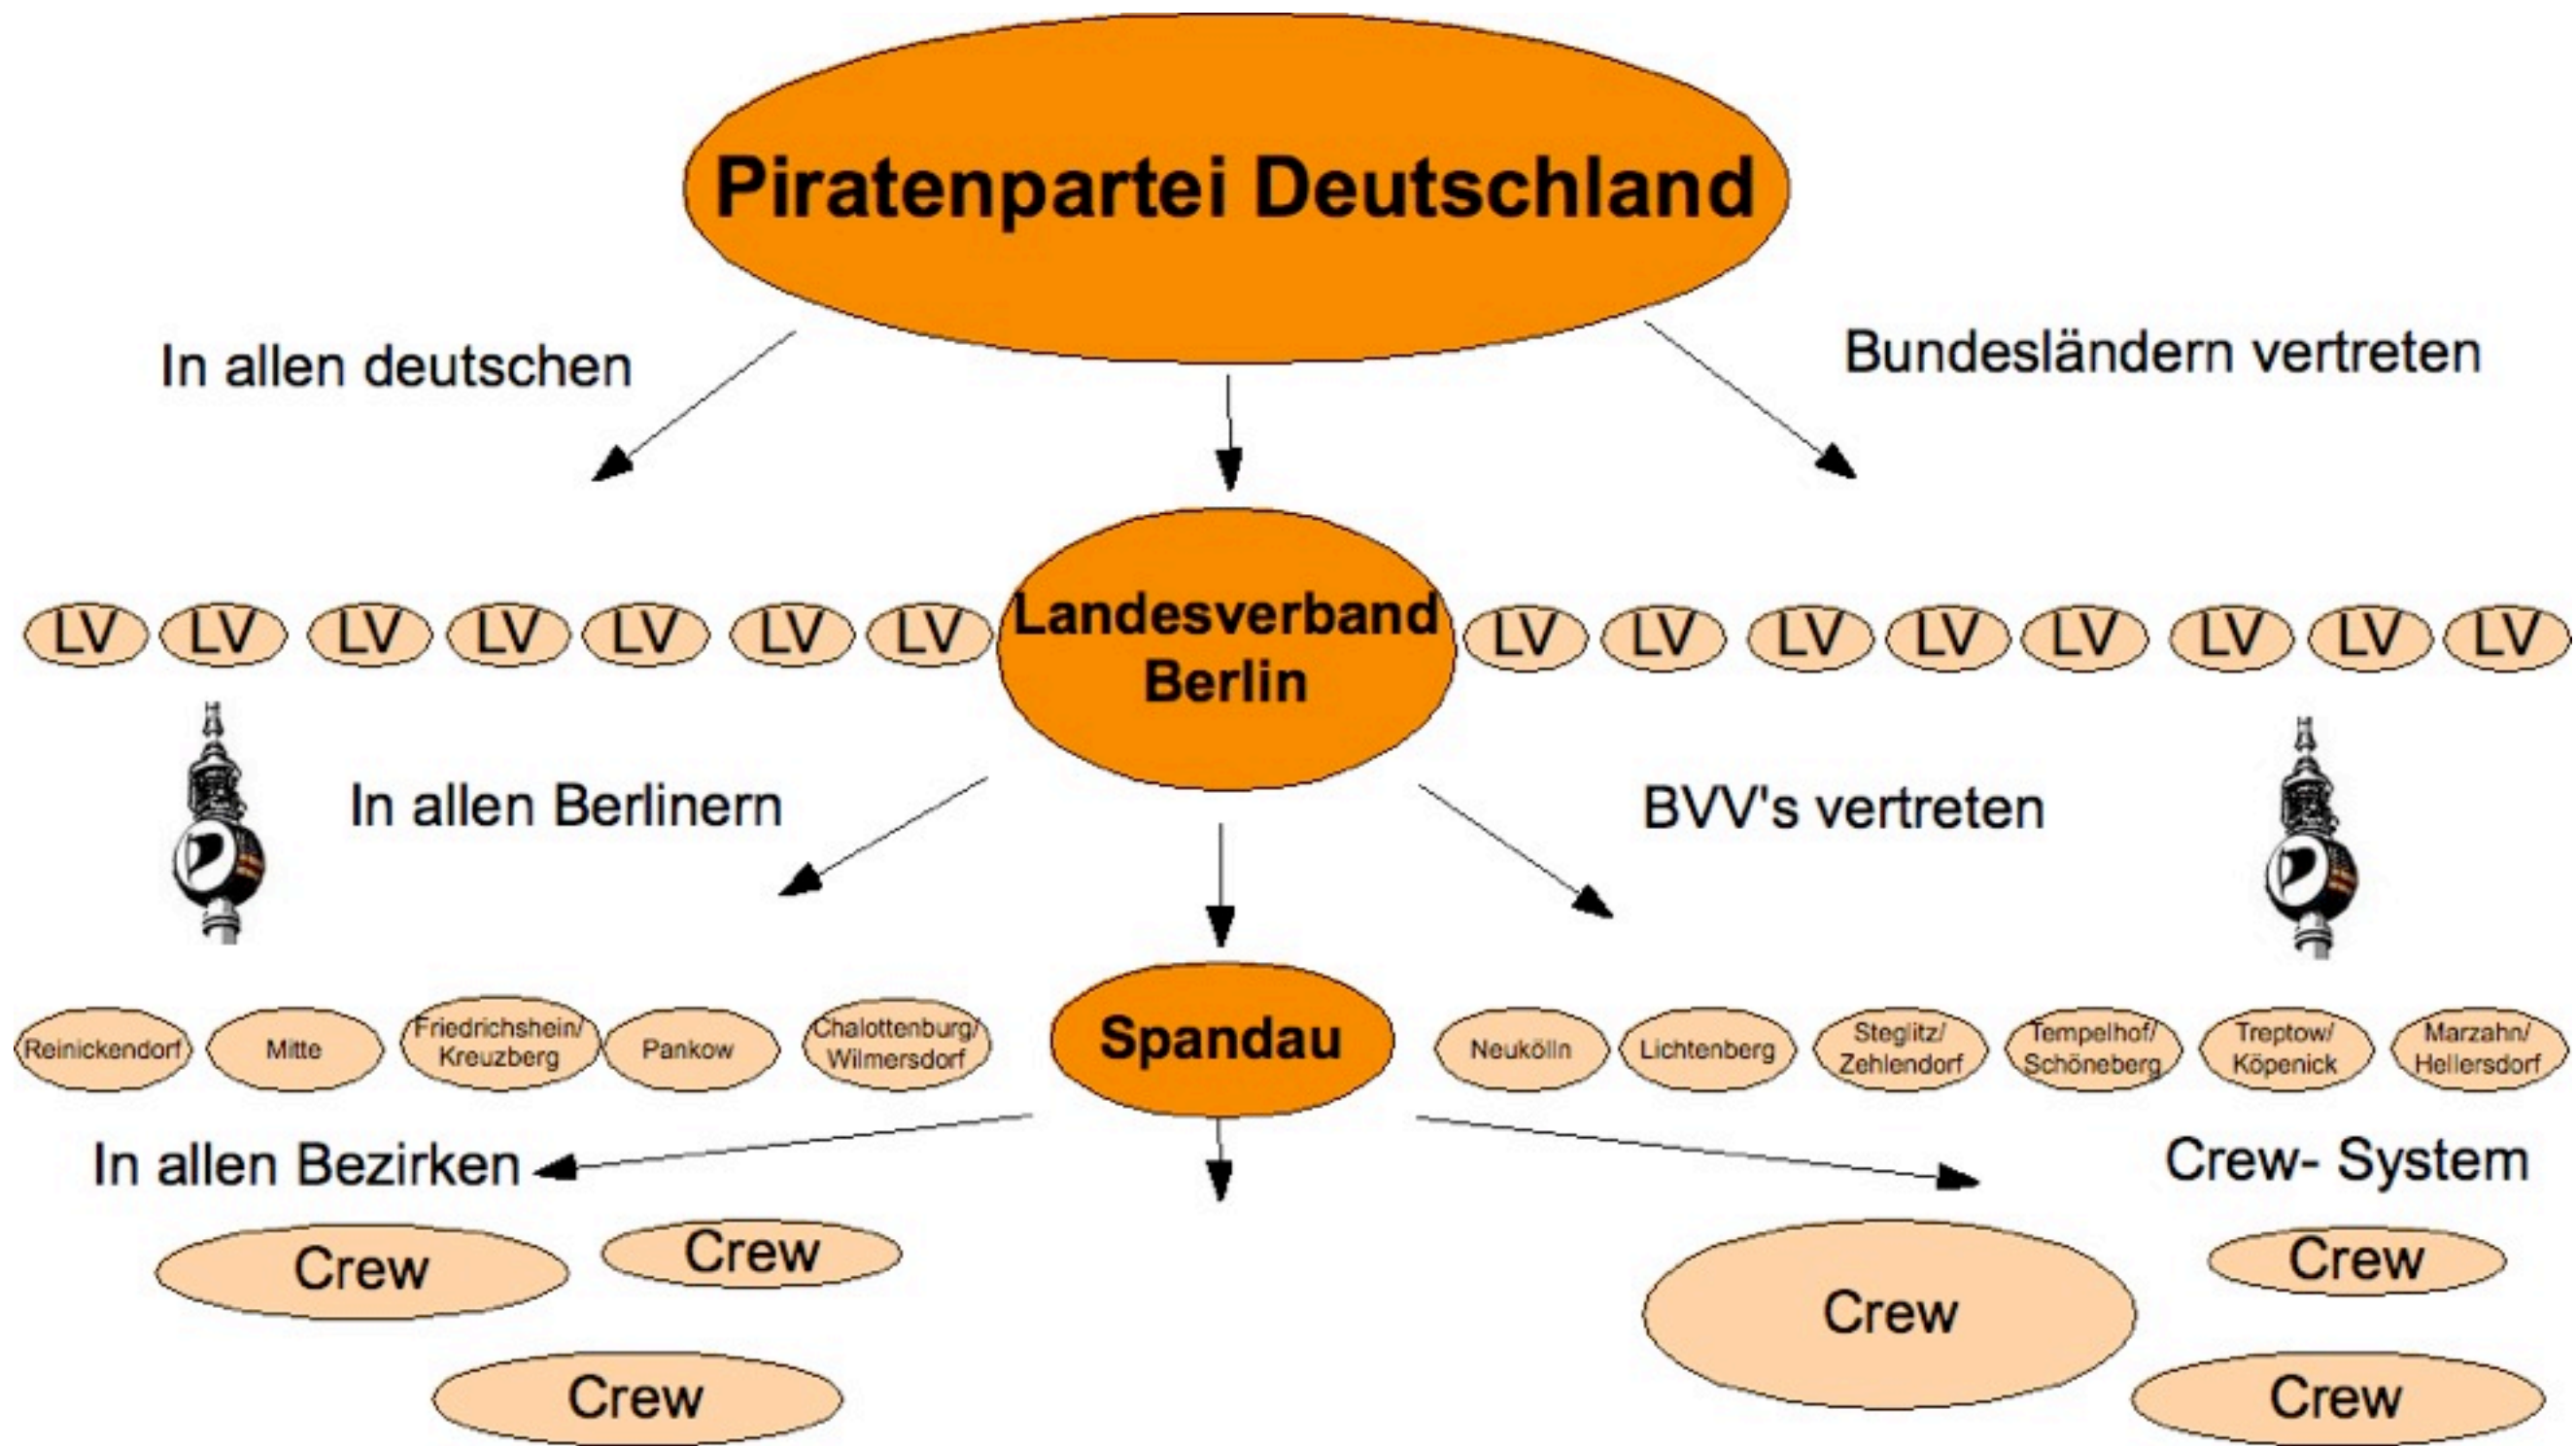 Piratenpartei Deutschland
In allen deutschen
Bundesländern vertreten
LV LV LV LV LV LV LV
Landesverband
Berlin
LV LV LV LV LV LV LV LV
In allen Berlinern
BVV's vertreten
Reinickendorf
Mitte
Friedrichshein/
Kreuzberg
Pankow
Chalottenburg/
Wilmersdorf
Spandau
Neukölln
Lichtenberg
Steglitz/
Zehlendorf
Tempelhof/
Schöneberg
Treptow/
Köpenick
Marzahn/
Hellersdorf
In allen Bezirken
Crew- System
Crew
Crew
Crew
Crew
Crew
Crew